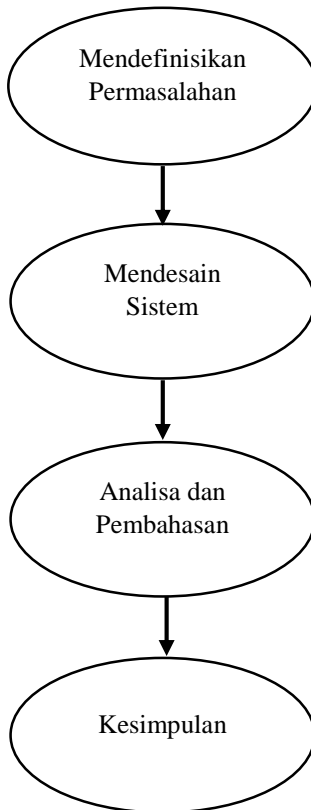 Mendefinisikan
Permasalahan
Mendesain
Sistem
Analisa dan
Pembahasan
Kesimpulan